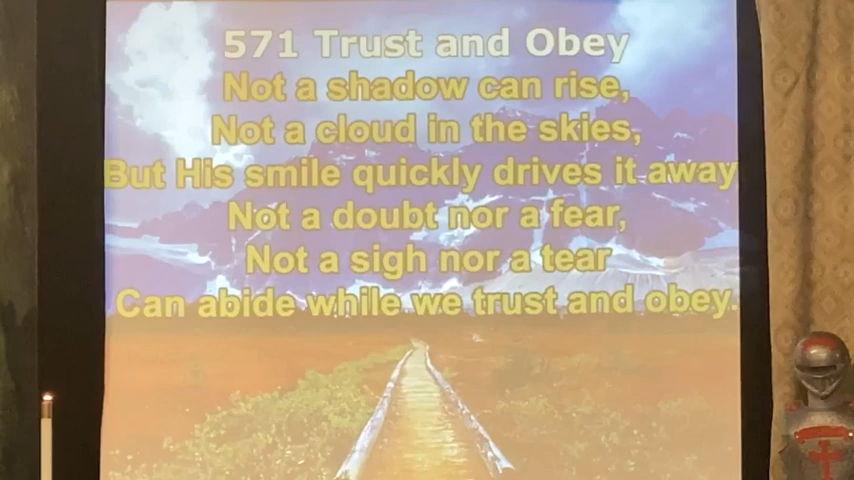 571 Trust and Obey
Not a shadow can rise,
Not a cloud in the skies,
But His smile quickly drives it away
Not a doubt nor a fear,
Not a sigh nor a tear
Can abide while we trust and obey.